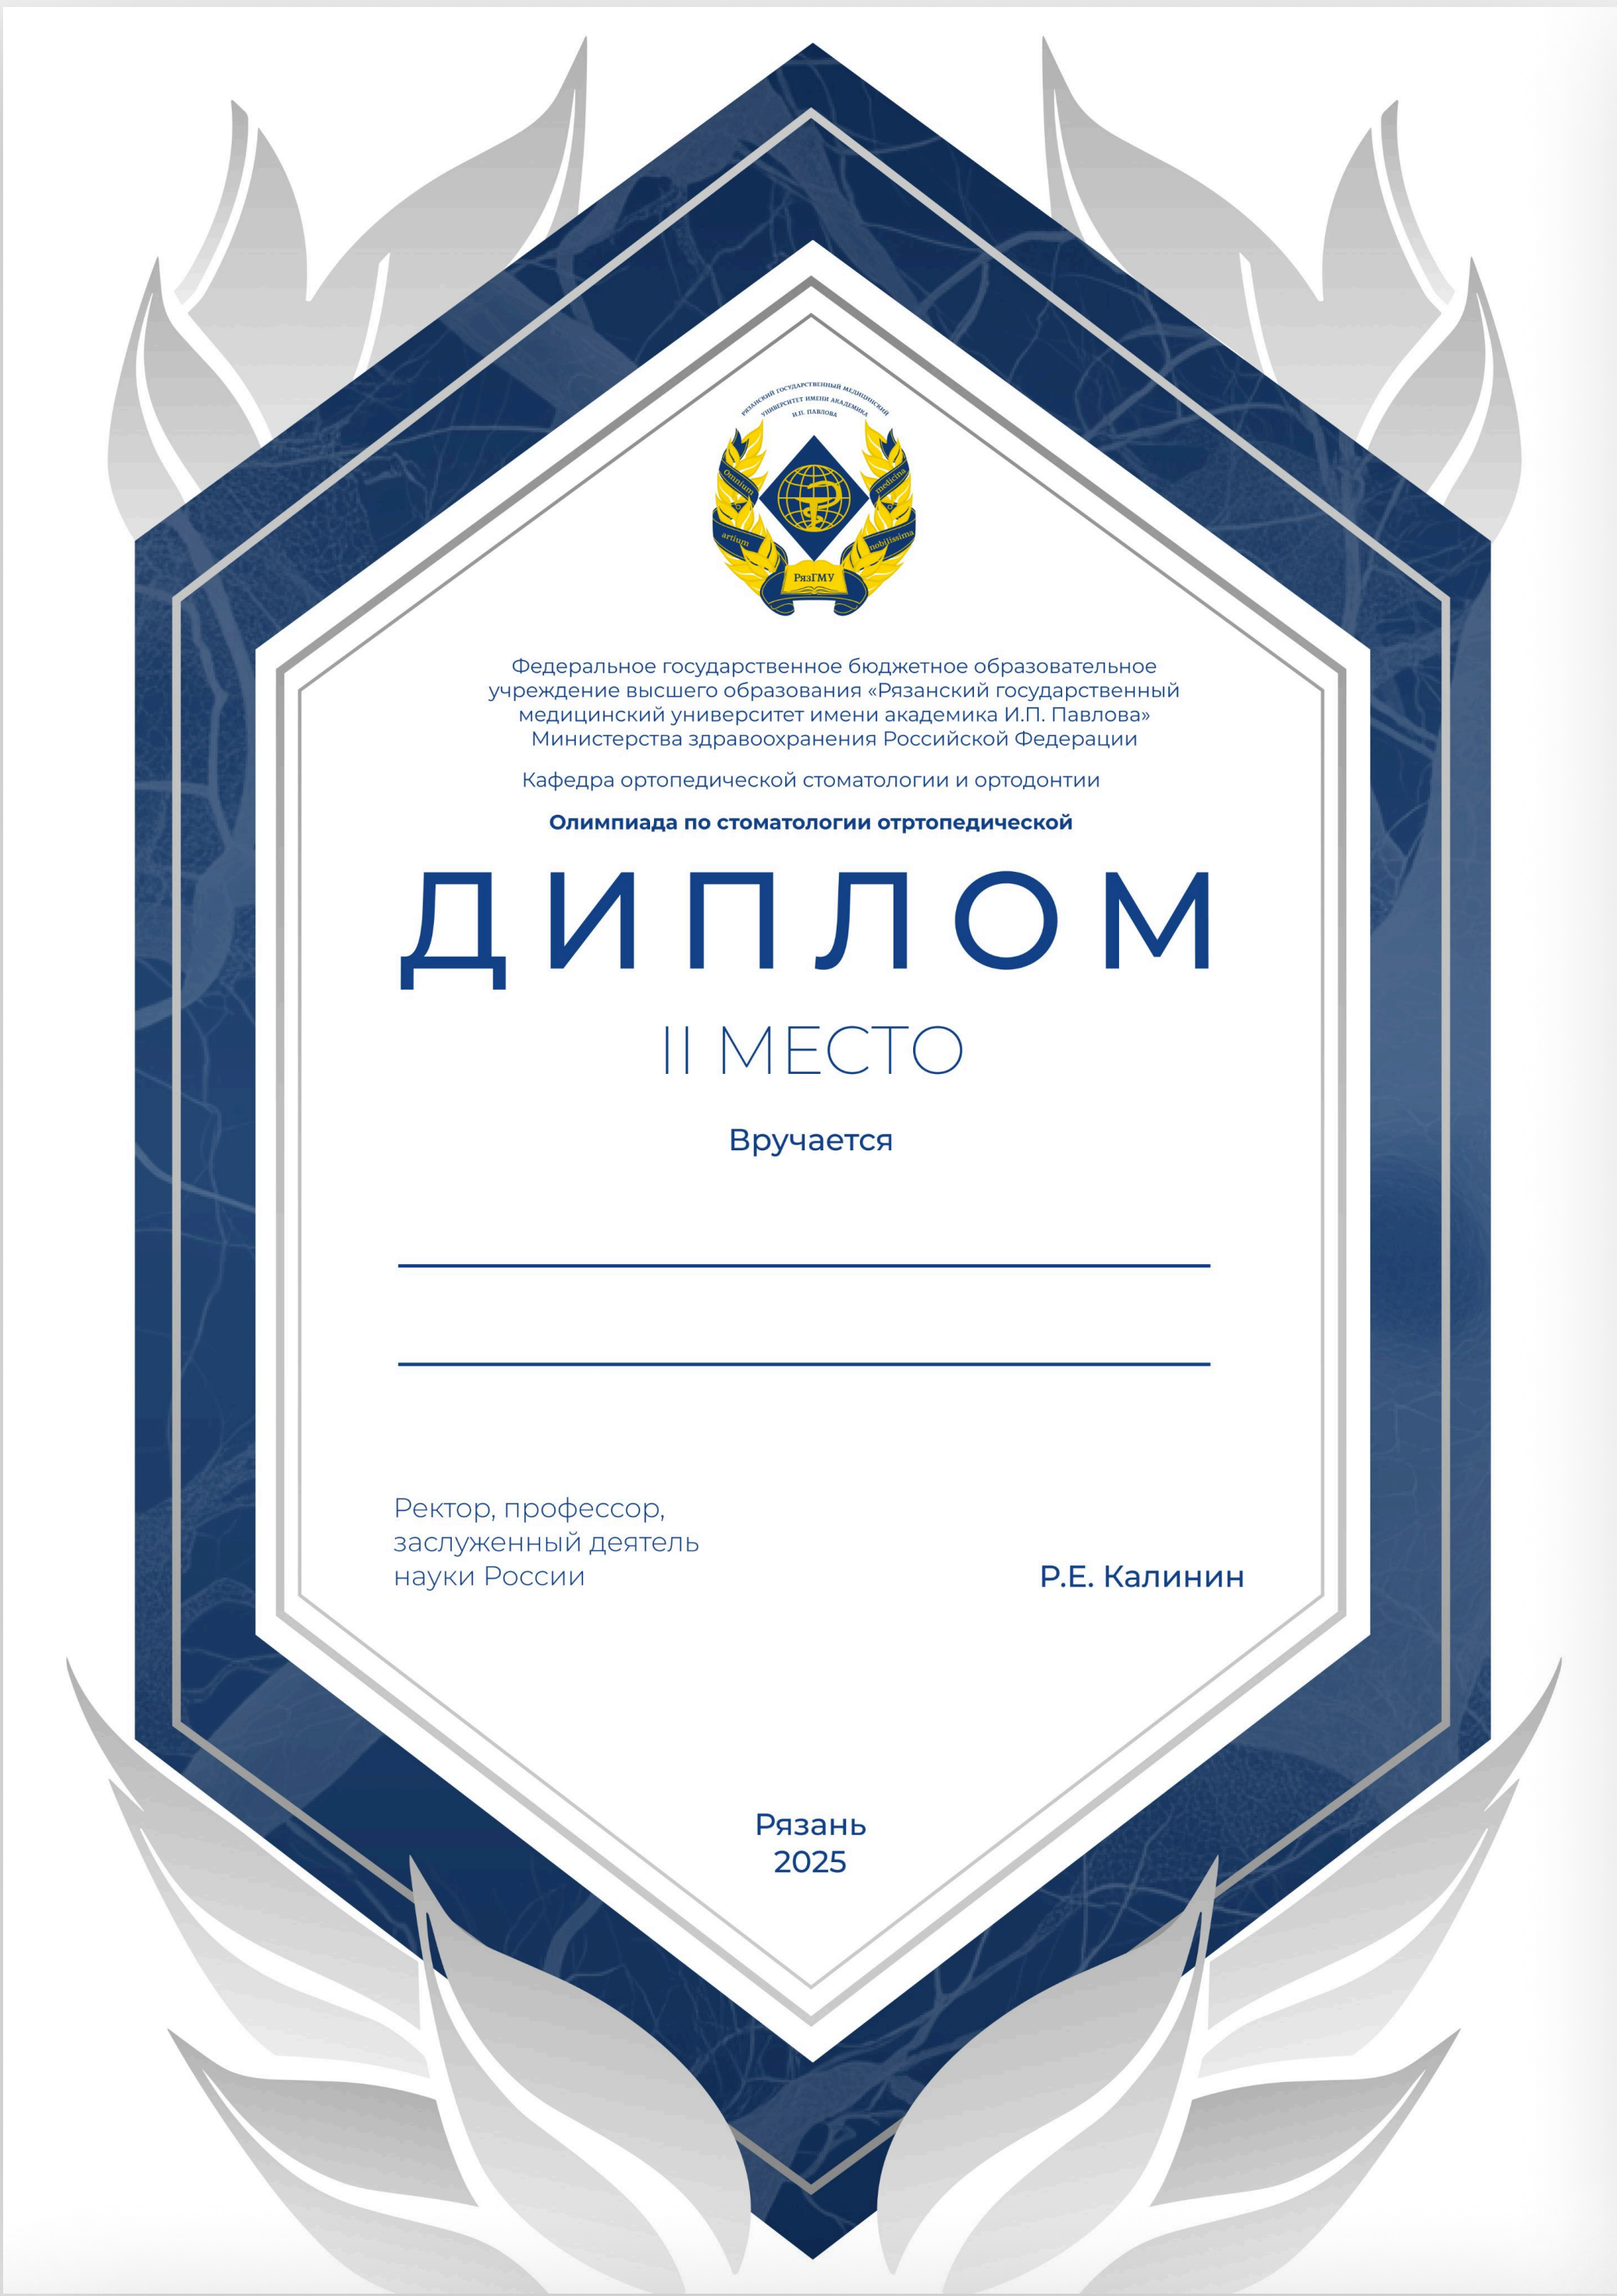 РЯЗАНСКИЙ ГОСУДАРСТВЕННЫЙ МЕДИЦИНСКИЙ
УНИВЕРСИТЕТ ИМЕНИ АКАДЕМИКА
И.П. ПАВЛОВА
Omnium
medicina
artium
nobilissima
РязГМУ
Федеральное государственное бюджетное образовательное
учреждение высшего образования «Рязанский государственный
медицинский университет имени академика И.П. Павлова»
Министерства здравоохранения Российской Федерации
Кафедра ортопедической стоматологии и ортодонтии
Олимпиада по стоматологии отртопедической
ДИПЛОМ
II МЕСТО
Вручается
Ректор, профессор,
заслуженный деятель
науки России
Р.Е. Калинин
Рязань
2025